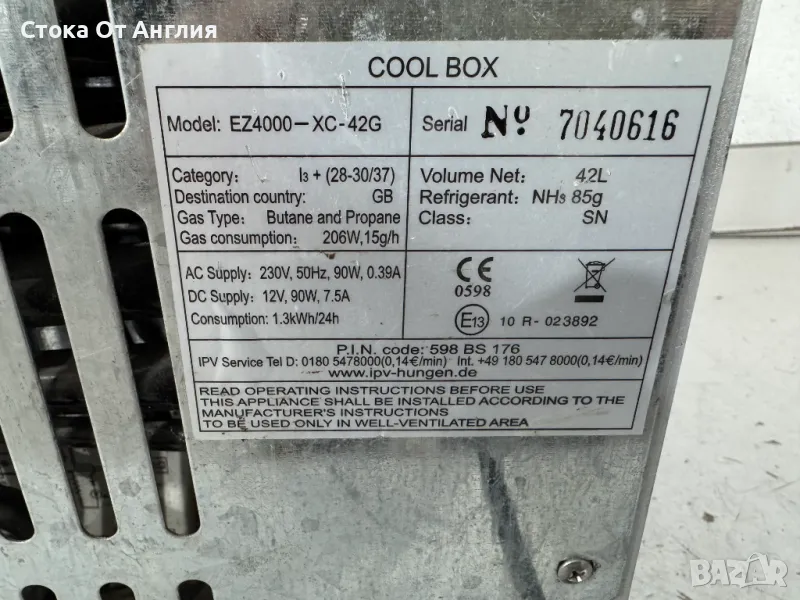 Стока От Англия
COOL BOX
Model: EZ4000-XC-42G
Serial Nº 7040616
Category: I3 + (28-30/37)
Destination country: GB
Gas Type: Butane and Propane
Gas consumption: 206W,15g/h
Volume Net: 42L
Refrigerant: NH3 85g
Class: SN
AC Supply: 230V, 50Hz, 90W, 0.39A
DC Supply: 12V, 90W, 7.5A
Consumption: 1.3kWh/24h
CE
0598
E13 10 R- 023892
P.I.N. code: 598 BS 176
IPV Service Tel D: 0180 5478000(0,14€/min) Int. +49 180 547 8000(0,14€/min)
www.ipv-hungen.de
READ OPERATING INSTRUCTIONS BEFORE USE
THIS APPLIANCE SHALL BE INSTALLED ACCORDING TO THE
MANUFACTURER'S INSTRUCTIONS
TO BE USED ONLY IN WELL-VENTILATED AREA
BAZAR